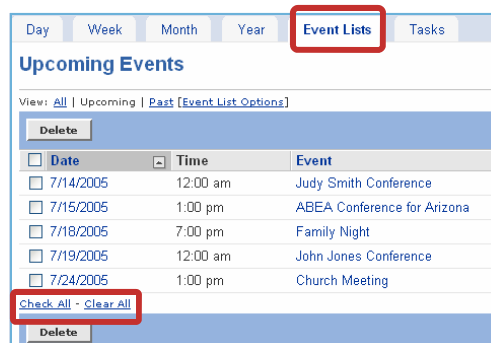 Day Week Month Year Event Lists Tasks
Upcoming Events
View: All | Upcoming | Past [Event List Options]
Delete
Date Time Event
7/14/2005 12:00 am Judy Smith Conference
7/15/2005 1:00 pm ABEA Conference for Arizona
7/18/2005 7:00 pm Family Night
7/19/2005 12:00 am John Jones Conference
7/24/2005 1:00 pm Church Meeting
Check All - Clear All
Delete